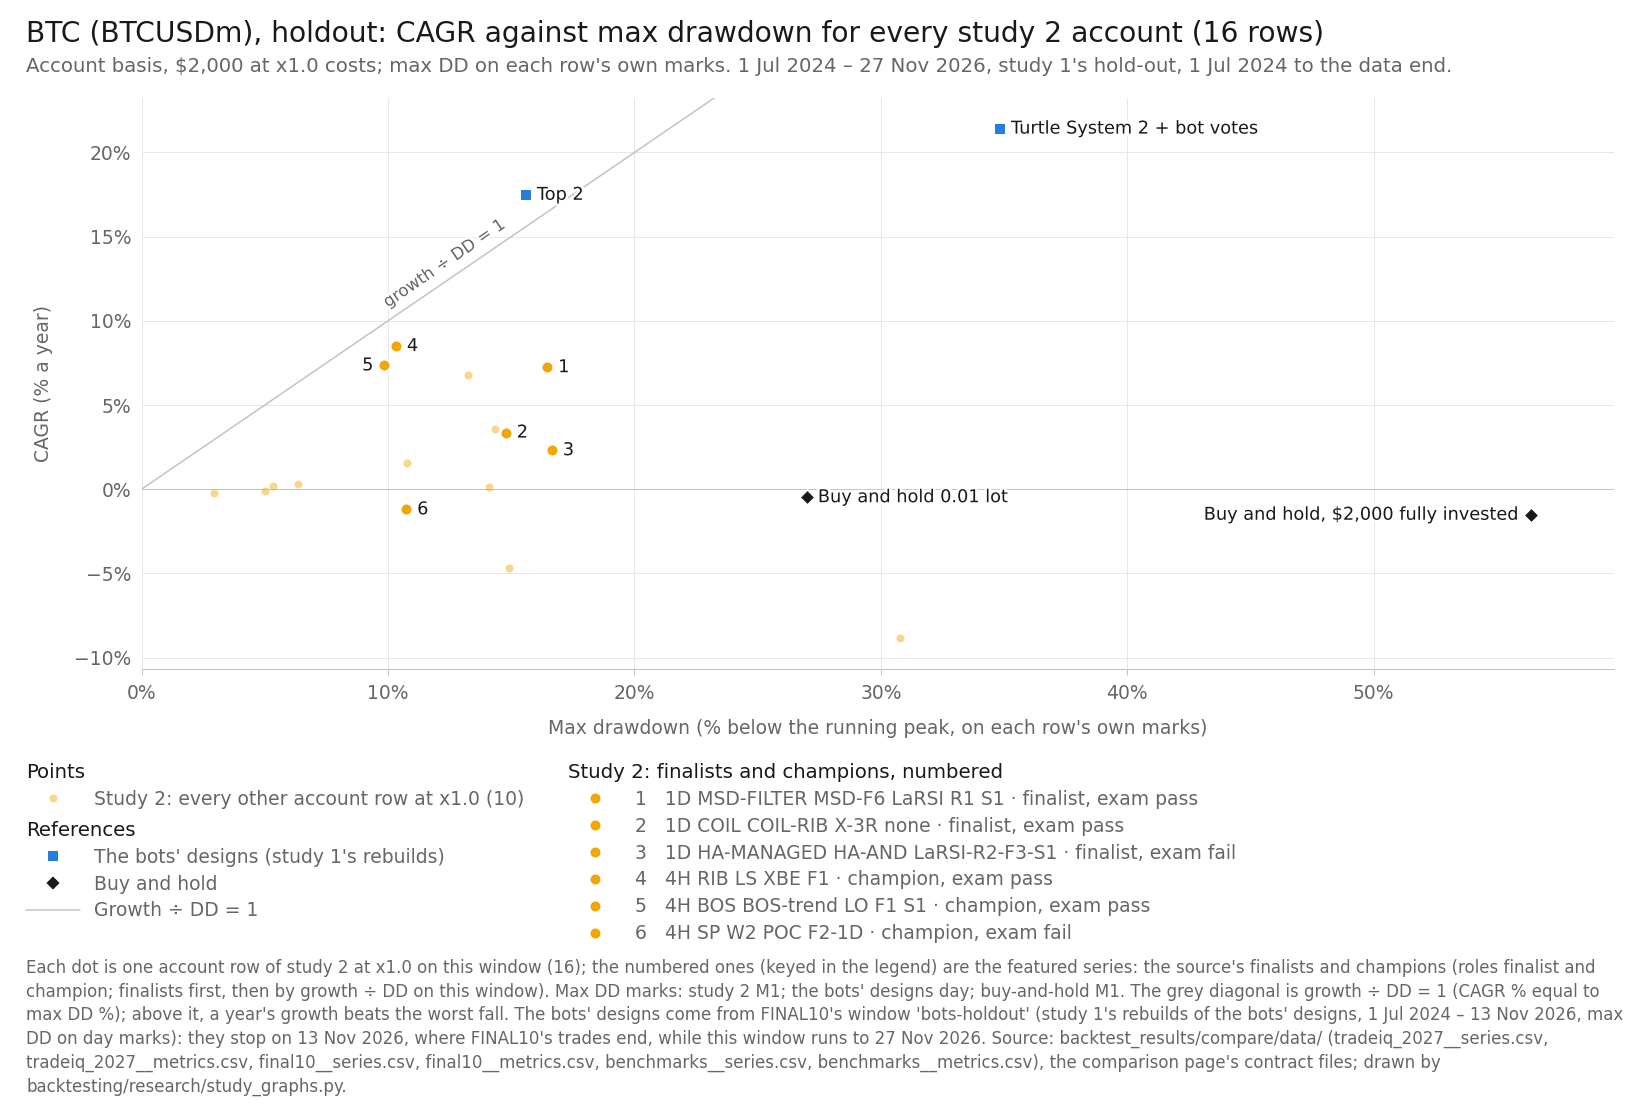 BTC (BTCUSDm), holdout: CAGR against max drawdown for every study 2 account (16 rows)
Account basis, $2,000 at x1.0 costs; max DD on each row's own marks. 1 Jul 2024 – 27 Nov 2026, study 1's hold-out, 1 Jul 2024 to the data end.
Turtle System 2 + bot votes
20%
Top 2
15%
growth ÷ DD = 1
10%
4
5
1
5%
2
3
0%
Buy and hold 0.01 lot
6
Buy and hold, $2,000 fully invested
−5%
−10%
CAGR (% a year)
0%
10%
20%
30%
40%
50%
Max drawdown (% below the running peak, on each row's own marks)
Points
Study 2: every other account row at x1.0 (10)
References
The bots' designs (study 1's rebuilds)
Buy and hold
Growth ÷ DD = 1
Study 2: finalists and champions, numbered
1 1D MSD-FILTER MSD-F6 LaRSI R1 S1 · finalist, exam pass
2 1D COIL COIL-RIB X-3R none · finalist, exam pass
3 1D HA-MANAGED HA-AND LaRSI-R2-F3-S1 · finalist, exam fail
4 4H RIB LS XBE F1 · champion, exam pass
5 4H BOS BOS-trend LO F1 S1 · champion, exam pass
6 4H SP W2 POC F2-1D · champion, exam fail
Each dot is one account row of study 2 at x1.0 on this window (16); the numbered ones (keyed in the legend) are the featured series: the source's finalists and champions (roles finalist and
champion; finalists first, then by growth ÷ DD on this window). Max DD marks: study 2 M1; the bots' designs day; buy-and-hold M1. The grey diagonal is growth ÷ DD = 1 (CAGR % equal to
max DD %); above it, a year's growth beats the worst fall. The bots' designs come from FINAL10's window 'bots-holdout' (study 1's rebuilds of the bots' designs, 1 Jul 2024 – 13 Nov 2026, max
DD on day marks): they stop on 13 Nov 2026, where FINAL10's trades end, while this window runs to 27 Nov 2026. Source: backtest_results/compare/data/ (tradeiq_2027__series.csv,
tradeiq_2027__metrics.csv, final10__series.csv, final10__metrics.csv, benchmarks__series.csv, benchmarks__metrics.csv), the comparison page's contract files; drawn by
backtesting/research/study_graphs.py.